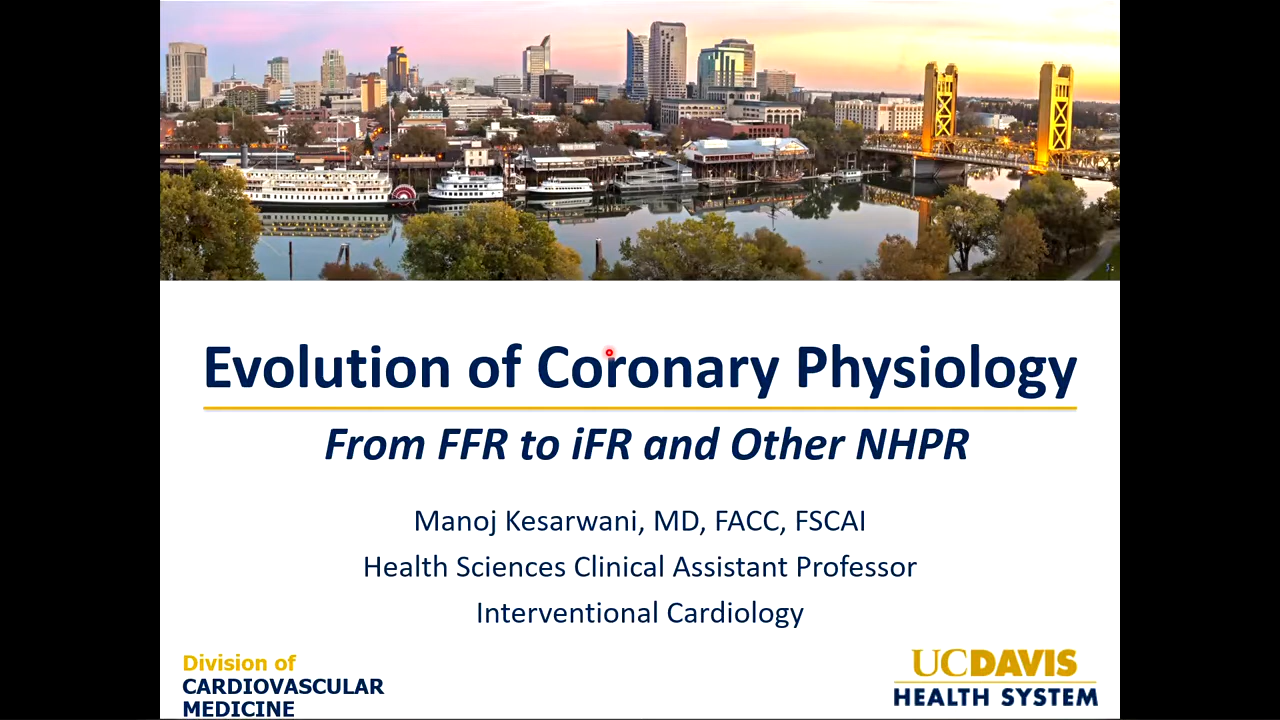 Evolution of Coronary Physiology
From FFR to iFR and Other NHPR
Manoj Kesarwani, MD, FACC, FSCAI
Health Sciences Clinical Assistant Professor
Interventional Cardiology
Division of
CARDIOVASCULAR
MEDICINE
UCDAVIS
HEALTH SYSTEM